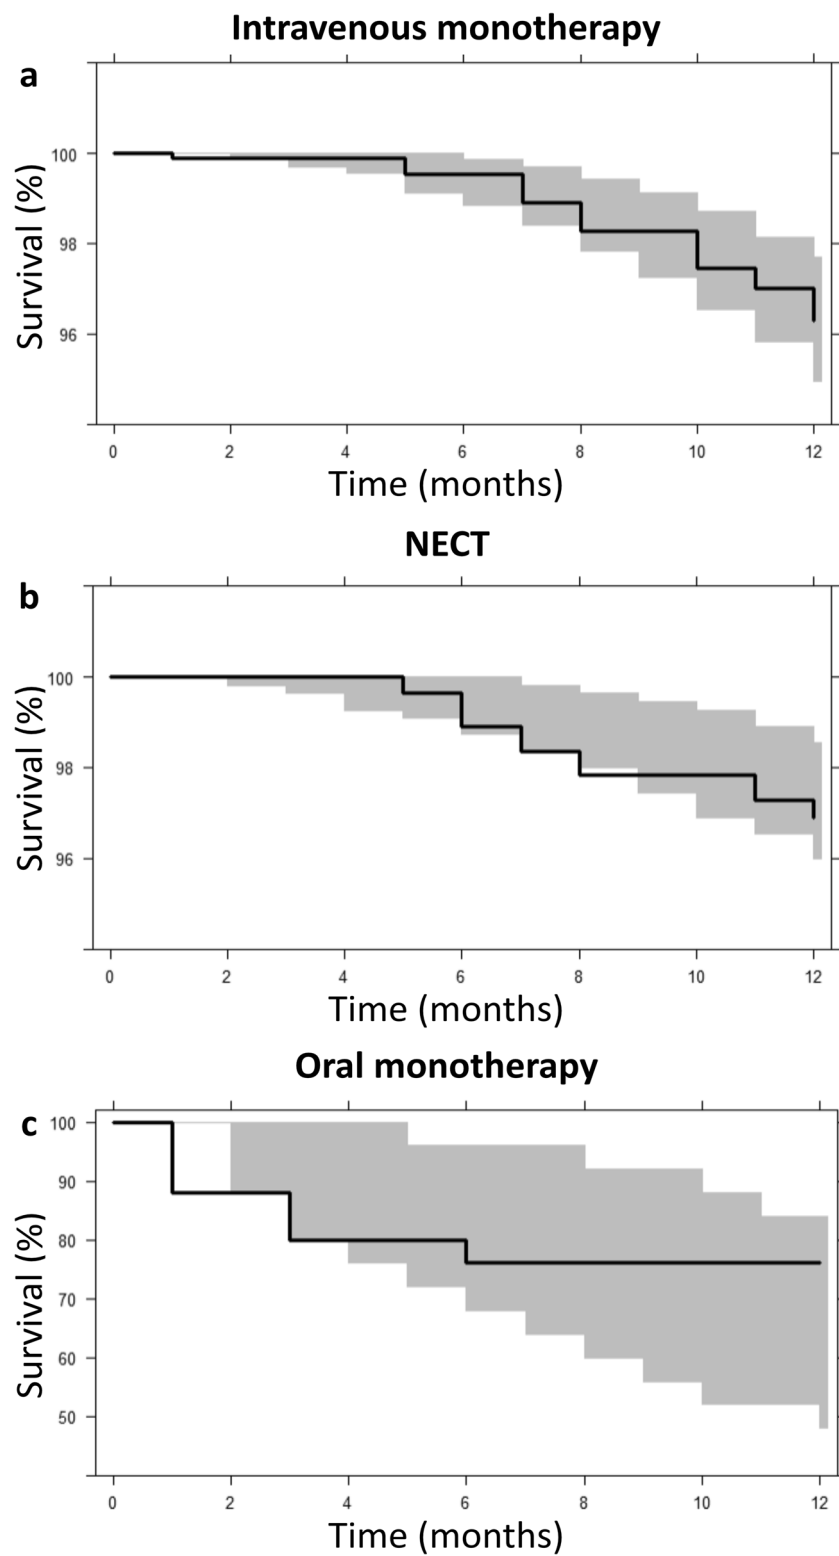 Intravenous monotherapy
a
Survival (%)
100
98
96
0 2 4 6 8 10 12
Time (months)
NECT
b
Survival (%)
100
98
96
0 2 4 6 8 10 12
Time (months)
Oral monotherapy
c
Survival (%)
100
90
80
70
60
50
0 2 4 6 8 10 12
Time (months)